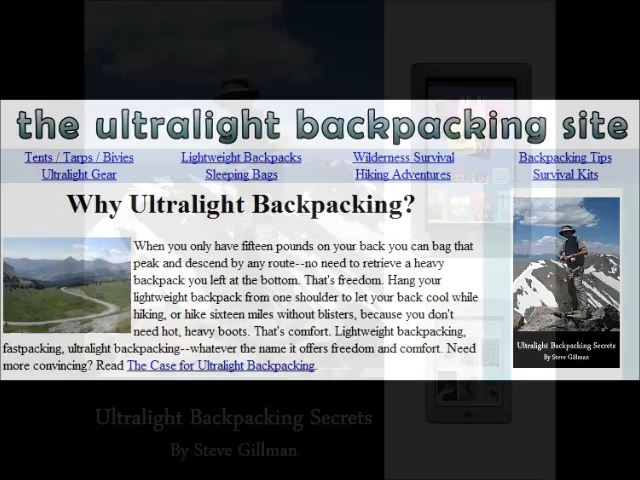 the ultralight backpacking site
Tents / Tarps / Bivies Lightweight Backpacks Wilderness Survival Backpacking Tips
Ultralight Gear Sleeping Bags Hiking Adventures Survival Kits
Why Ultralight Backpacking?
When you only have fifteen pounds on your back you can bag that
peak and descend by any route--no need to retrieve a heavy
backpack you left at the bottom. That's freedom. Hang your
lightweight backpack from one shoulder to let your back cool while
hiking, or hike sixteen miles without blisters, because you don't
need hot, heavy boots. That's comfort. Lightweight backpacking,
fastpacking, ultralight backpacking--whatever the name it offers freedom and comfort. Need
more convincing? Read The Case for Ultralight Backpacking.
Ultralight Backpacking Secrets
By Steve Gillman
Ultralight Backpacking Secrets
By Steve Gillman